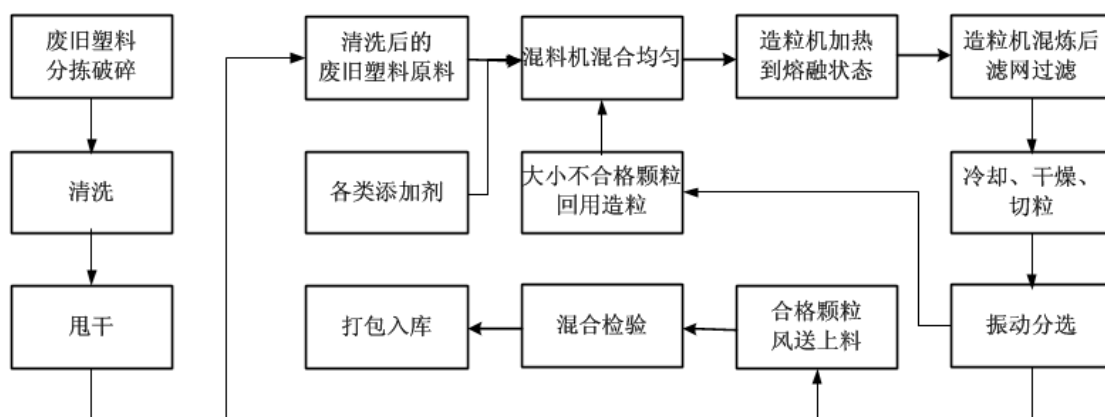 废旧塑料
分拣破碎
清洗
甩干
清洗后的
废旧塑料原料
各类添加剂
混料机混合均匀
造粒机加热
到熔融状态
造粒机混炼后
滤网过滤
冷却、干燥、
切粒
振动分选
大小不合格颗粒
回用造粒
合格颗粒
风送上料
混合检验
打包入库